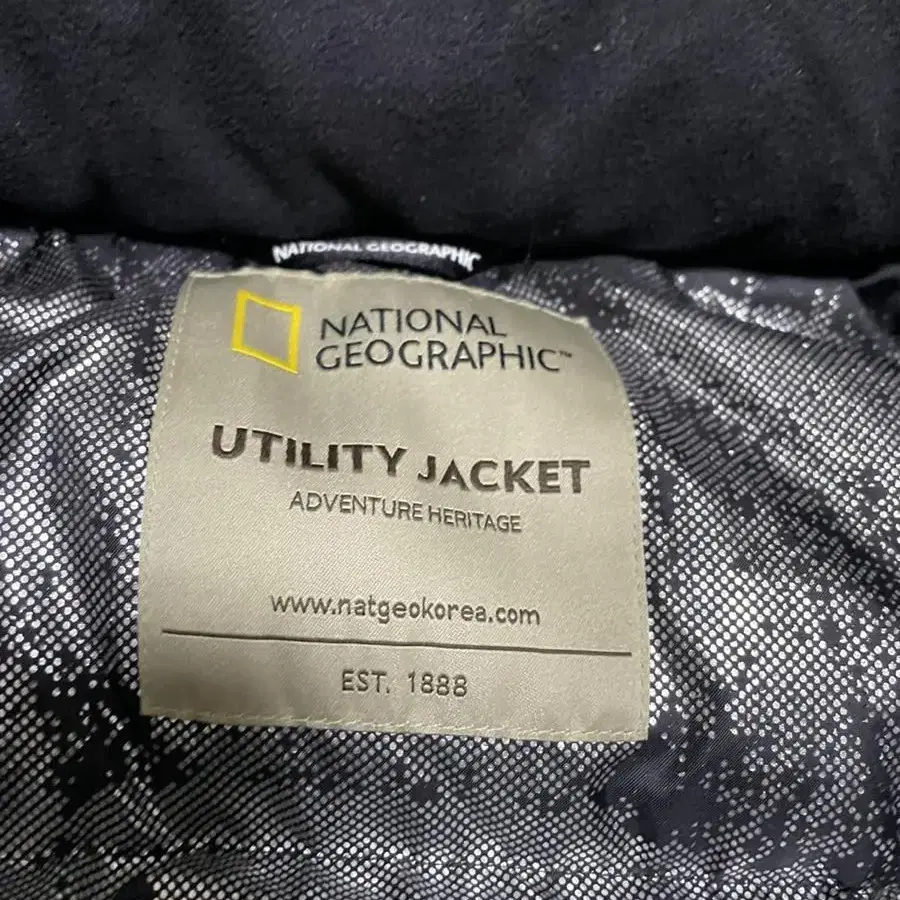 NATIONAL GEOGRAPHIC
NATIONAL
GEOGRAPHIC™
UTILITY JACKET
ADVENTURE HERITAGE
www.natgeokorea.com
EST. 1888